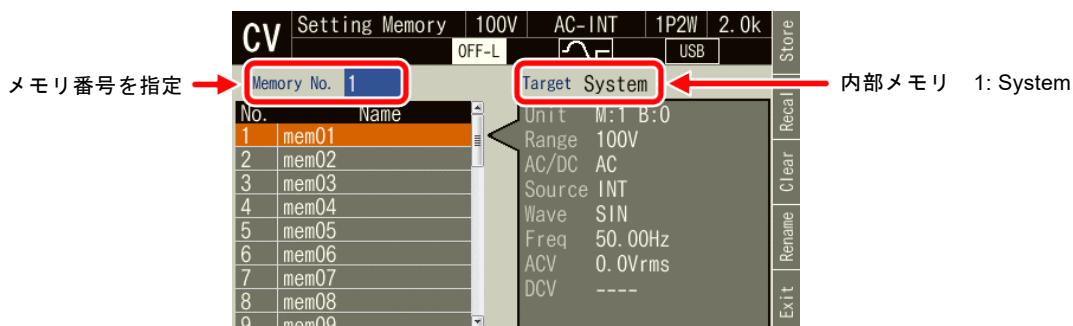 CV Setting Memory 100V AC-INT 1P2W 2.0k
OFF-L USB
メモリ番号を指定
Memory No. 1
Target System
内部メモリ 1: System
No. Name
1 mem01
2 mem02
3 mem03
4 mem04
5 mem05
6 mem06
7 mem07
8 mem08
9 mem09
Unit M:1 B:0
Range 100V
AC/DC AC
Source INT
Wave SIN
Freq 50.00Hz
ACV 0.0Vrms
DCV ----
Store
Recal
Clear
Rename
Exit